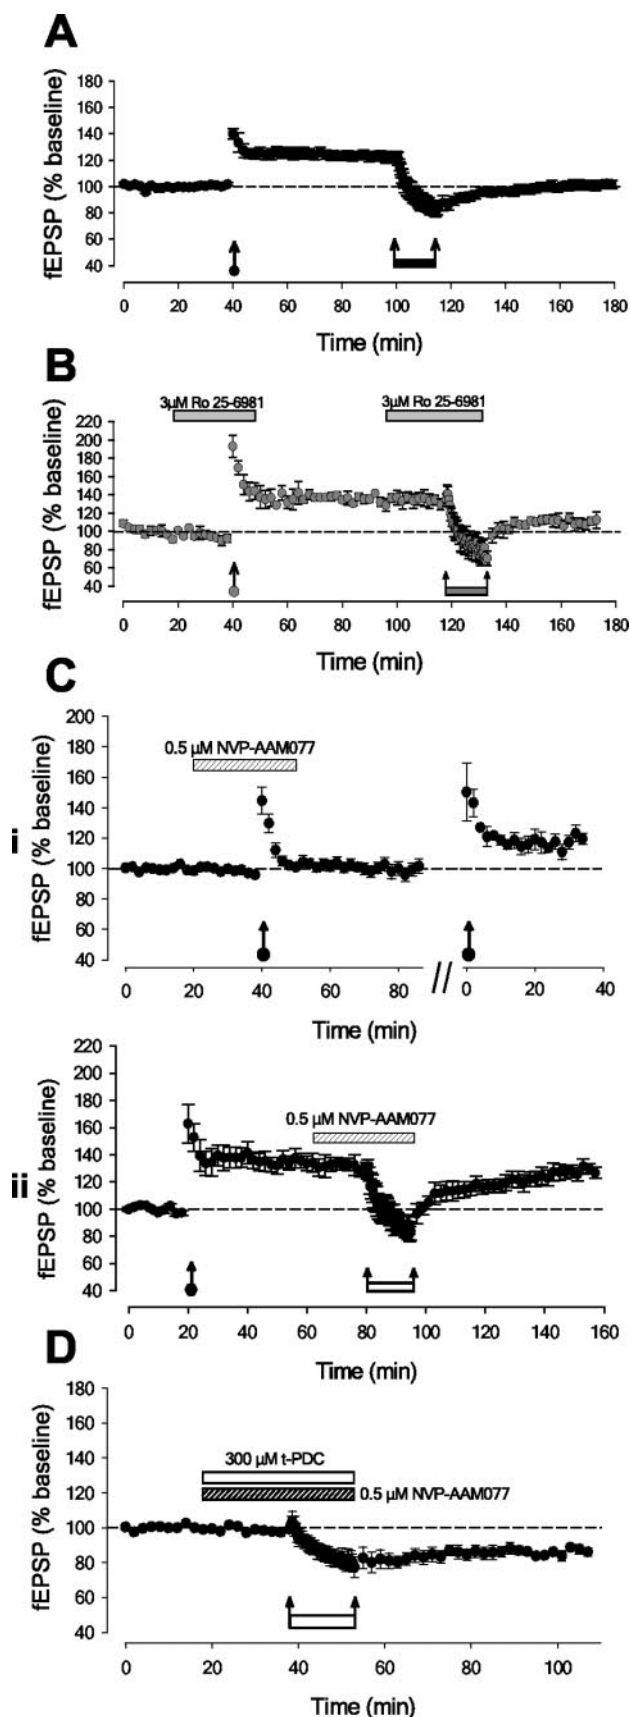 A
fEPSP (% baseline)
180
160
140
120
100
80
60
40
0 20 40 60 80 100 120 140 160 180
Time (min)
B
3µM Ro 25-6981 3µM Ro 25-6981
fEPSP (% baseline)
220
200
180
160
140
120
100
80
60
40
0 20 40 60 80 100 120 140 160 180
Time (min)
C
i
fEPSP (% baseline)
200
180
160
140
120
100
80
60
40
0.5 µM NVP-AAM077
0 20 40 60 80 // 0 20 40
Time (min)
ii
fEPSP (% baseline)
220
200
180
160
140
120
100
80
60
40
0.5 µM NVP-AAM077
0 20 40 60 80 100 120 140 160
Time (min)
D
fEPSP (% baseline)
180
160
140
120
100
80
60
40
300 µM t-PDC
0.5 µM NVP-AAM077
0 20 40 60 80 100
Time (min)